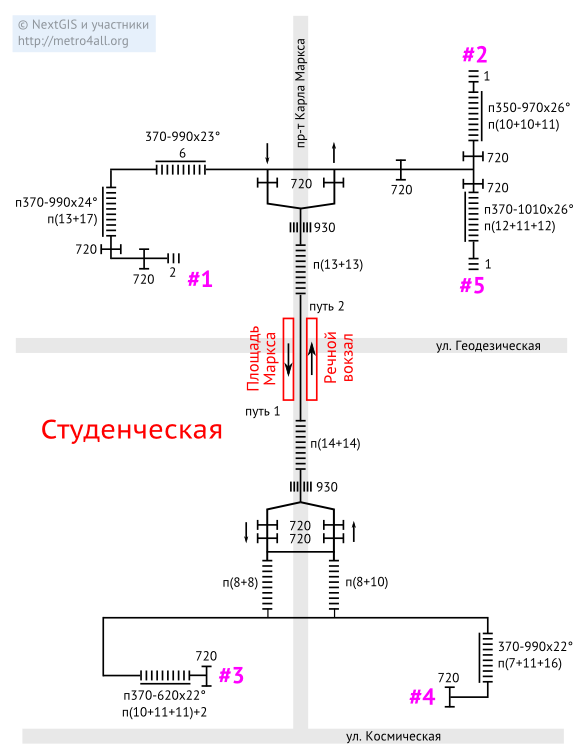 © NextGIS и участники
http://metro4all.org
пр-т Карла Маркса
#2
1
п350-970x26°
п(10+10+11)
370-990x23°
6
720
720
720
720
п370-990x24°
п(13+17)
п370-1010x26°
п(12+11+12)
930
720
720
2
#1
п(13+13)
1
#5
путь 2
Площадь
Маркса
Речной
вокзал
ул. Геодезическая
путь 1
Студенческая
п(14+14)
930
720
720
п(8+8)
п(8+10)
370-990x22°
п(7+11+16)
720
#3
720
#4
п370-620x22°
п(10+11+11)+2
ул. Космическая